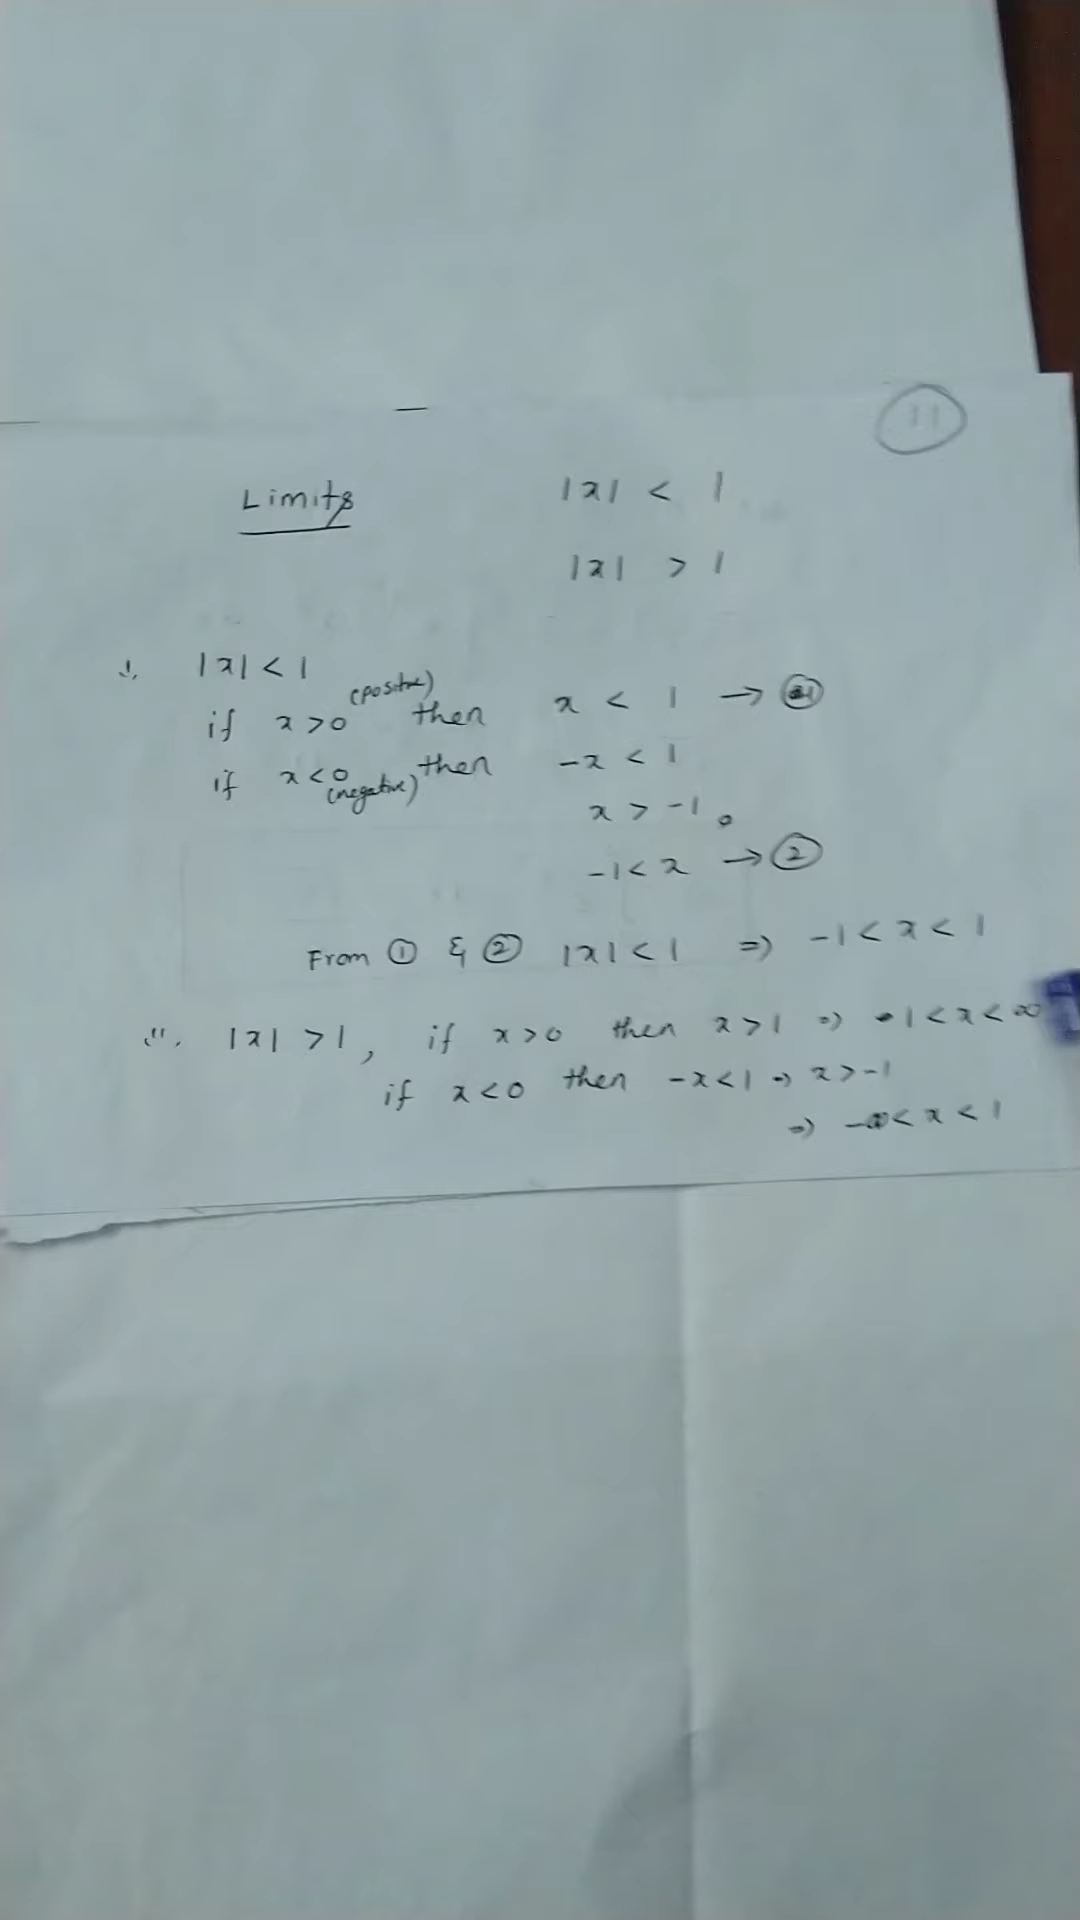 11
Limits |x| < 1
|x| > 1
i. |x| < 1
if x > 0 (positive) then x < 1 → ①
if x < 0 (negative) then -x < 1
x > -1
-1 < x → ②
From ① & ② |x| < 1 ⇒ -1 < x < 1
ii. |x| > 1, if x > 0 then x > 1 ⇒ 1 < x < ∞
if x < 0 then -x < 1 ⇒ x > -1
⇒ < x < 1